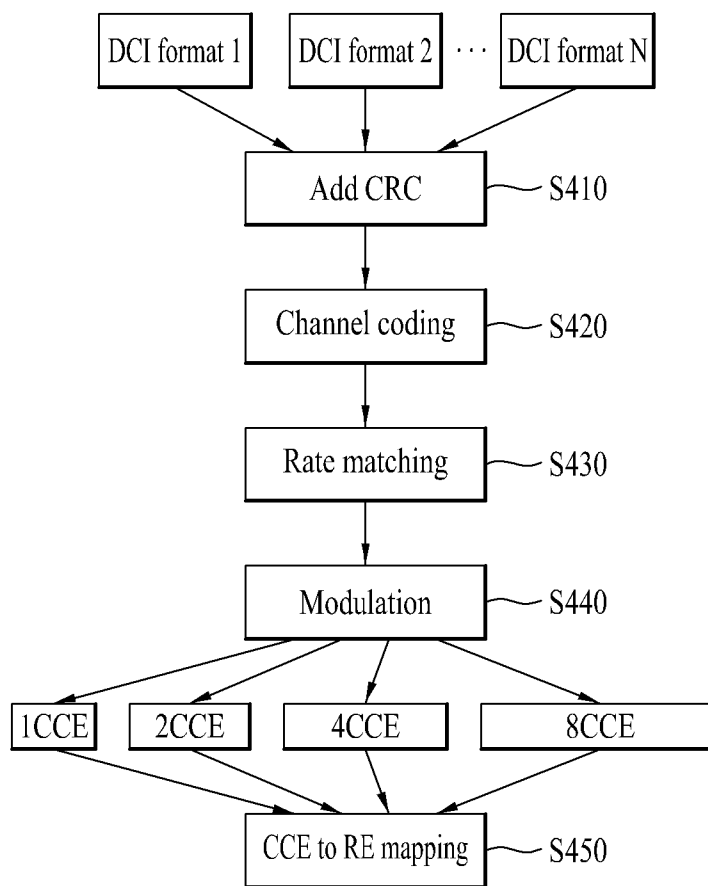 DCI format 1 DCI format 2 ··· DCI format N
Add CRC S410
Channel coding S420
Rate matching S430
Modulation S440
1CCE 2CCE 4CCE 8CCE
CCE to RE mapping S450